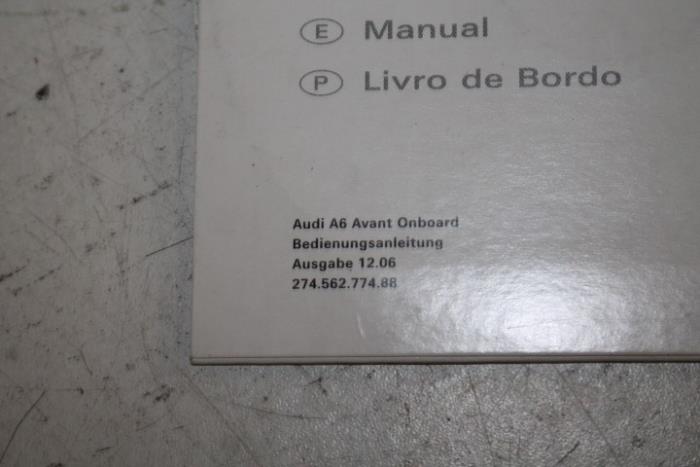 E Manual
P Livro de Bordo
Audi A6 Avant Onboard
Bedienungsanleitung
Ausgabe 12.06
274.562.774.88